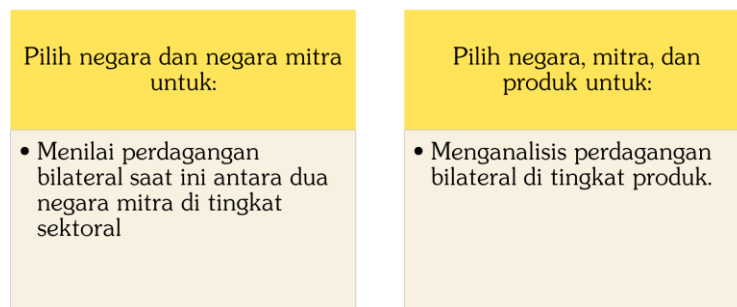 Pilih negara dan negara mitra
untuk:
• Menilai perdagangan
bilateral saat ini antara dua
negara mitra di tingkat
sektoral
Pilih negara, mitra, dan
produk untuk:
• Menganalisis perdagangan
bilateral di tingkat produk.